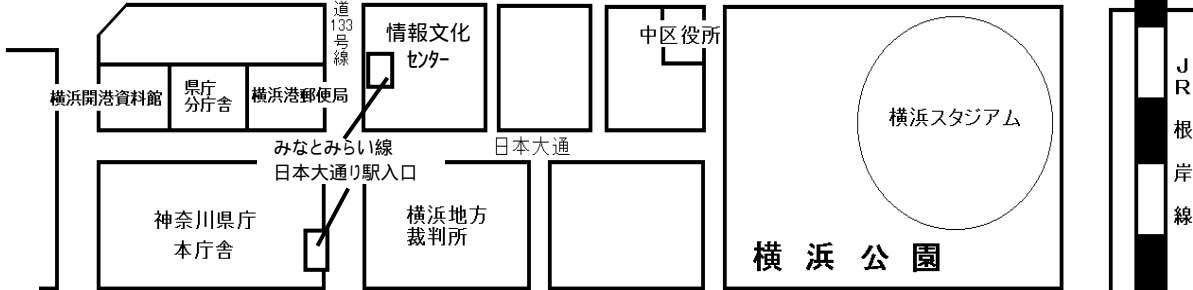 道
133
号
線
情報文化
センター
中区役所
横浜開港資料館
県庁
分庁舎
横浜港郵便局
横浜スタジアム
JR根岸線
みなとみらい線
日本大通り駅入口
日本大通
神奈川県庁
本庁舎
横浜地方
裁判所
横浜公園